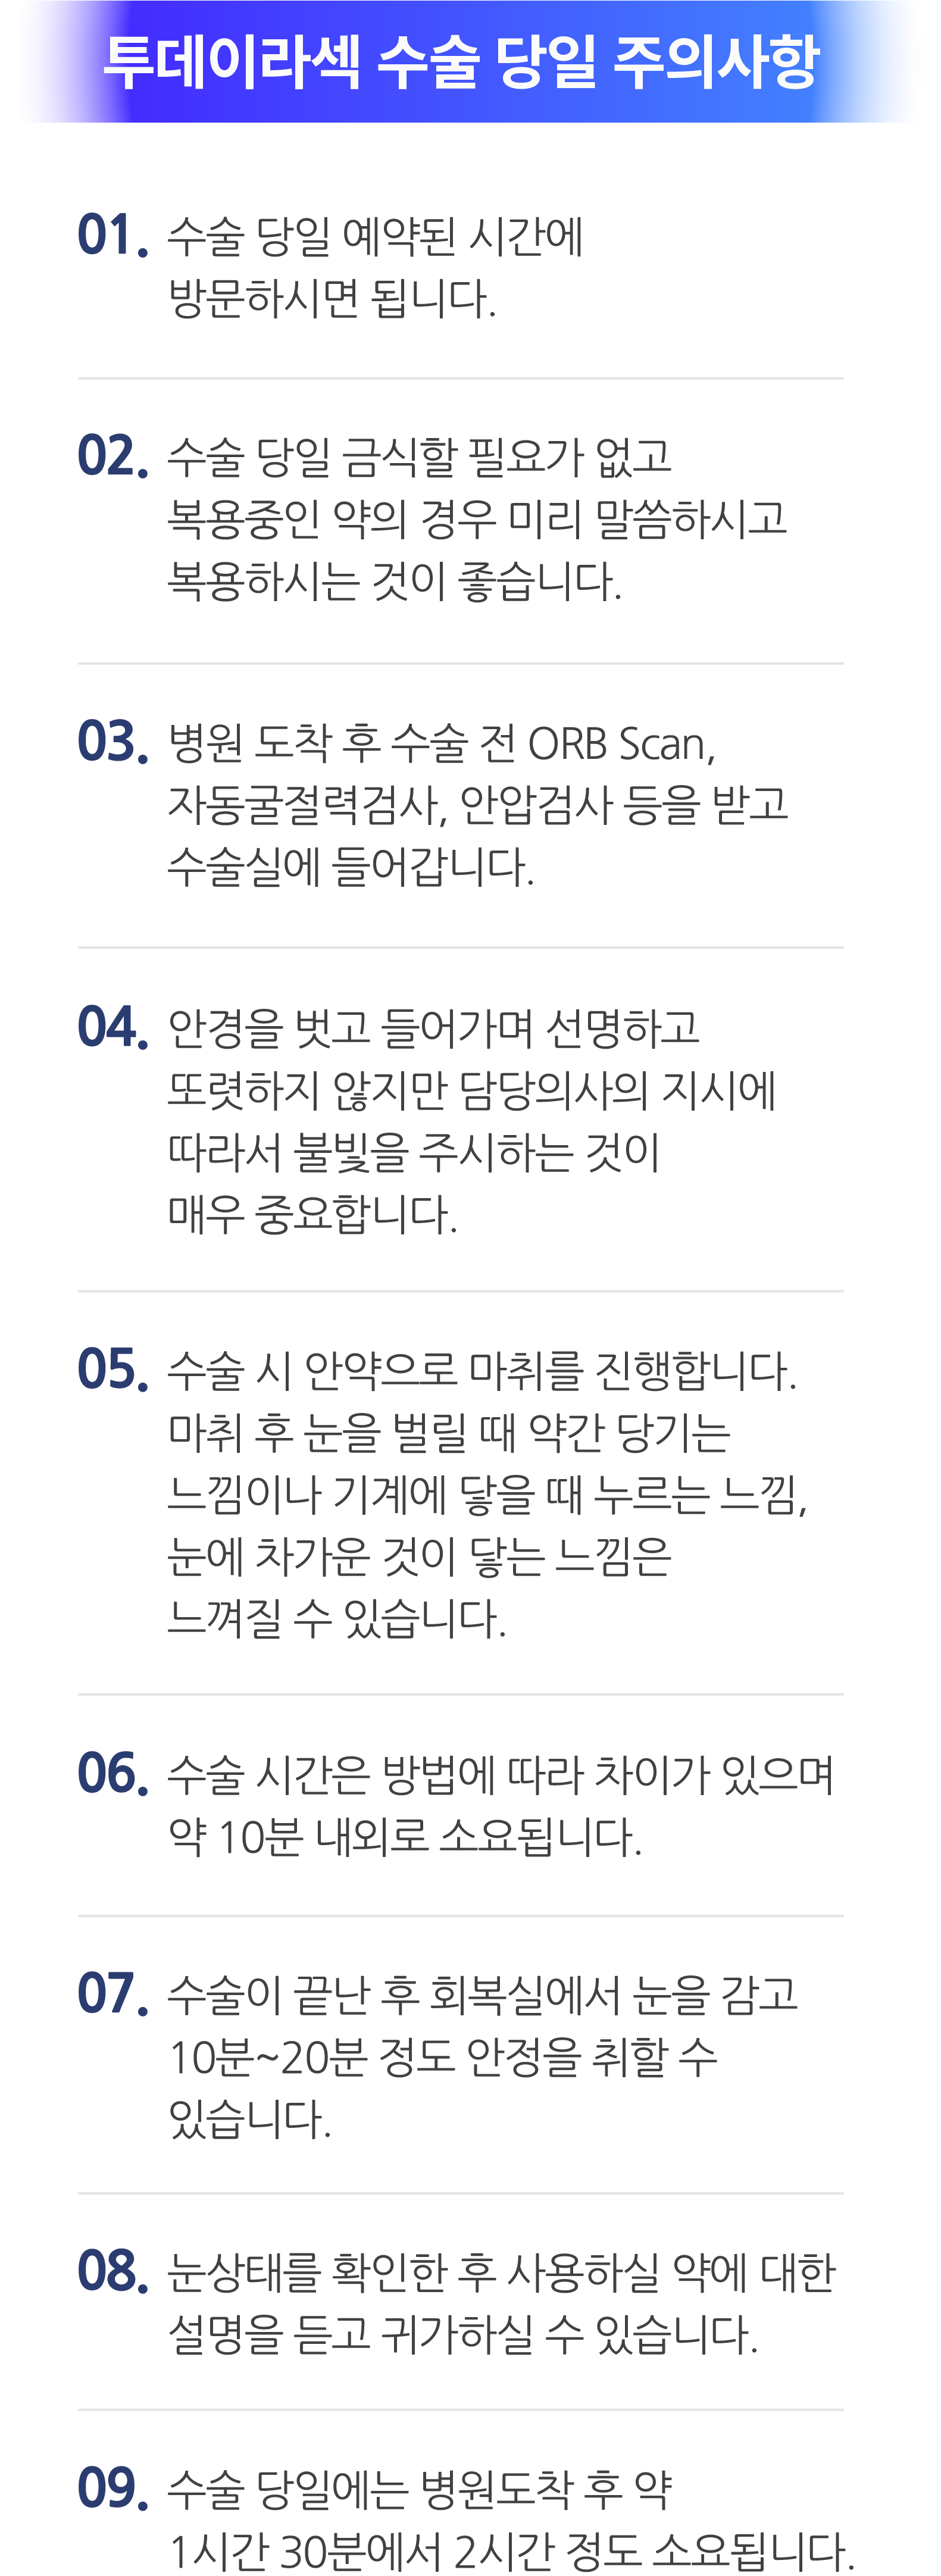 투데이라섹 수술 당일 주의사항
01. 수술 당일 예약된 시간에
방문하시면 됩니다.
02. 수술 당일 금식할 필요가 없고
복용중인 약의 경우 미리 말씀하시고
복용하시는 것이 좋습니다.
03. 병원 도착 후 수술 전 ORB Scan,
자동굴절력검사, 안압검사 등을 받고
수술실에 들어갑니다.
04. 안경을 벗고 들어가며 선명하고
또렷하지 않지만 담당의사의 지시에
따라서 불빛을 주시하는 것이
매우 중요합니다.
05. 수술 시 안약으로 마취를 진행합니다.
마취 후 눈을 벌릴 때 약간 당기는
느낌이나 기계에 닿을 때 누르는 느낌,
눈에 차가운 것이 닿는 느낌은
느껴질 수 있습니다.
06. 수술 시간은 방법에 따라 차이가 있으며
약 10분 내외로 소요됩니다.
07. 수술이 끝난 후 회복실에서 눈을 감고
10분~20분 정도 안정을 취할 수
있습니다.
08. 눈상태를 확인한 후 사용하실 약에 대한
설명을 듣고 귀가하실 수 있습니다.
09. 수술 당일에는 병원도착 후 약
1시간 30분에서 2시간 정도 소요됩니다.